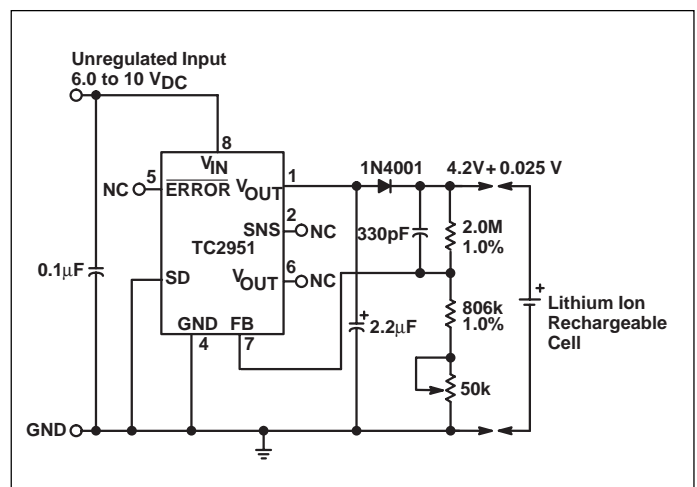 Unregulated Input
6.0 to 10 VDC
8
VIN
5
NC
ERROR
VOUT
1
1N4001
4.2V + 0.025 V
SNS
2
NC
330pF
2.0M
1.0%
TC2951
0.1µF
SD
VOUT
6
NC
806k
1.0%
+
Lithium Ion
Rechargeable
Cell
GND
FB
4
7
+
2.2µF
50k
GND